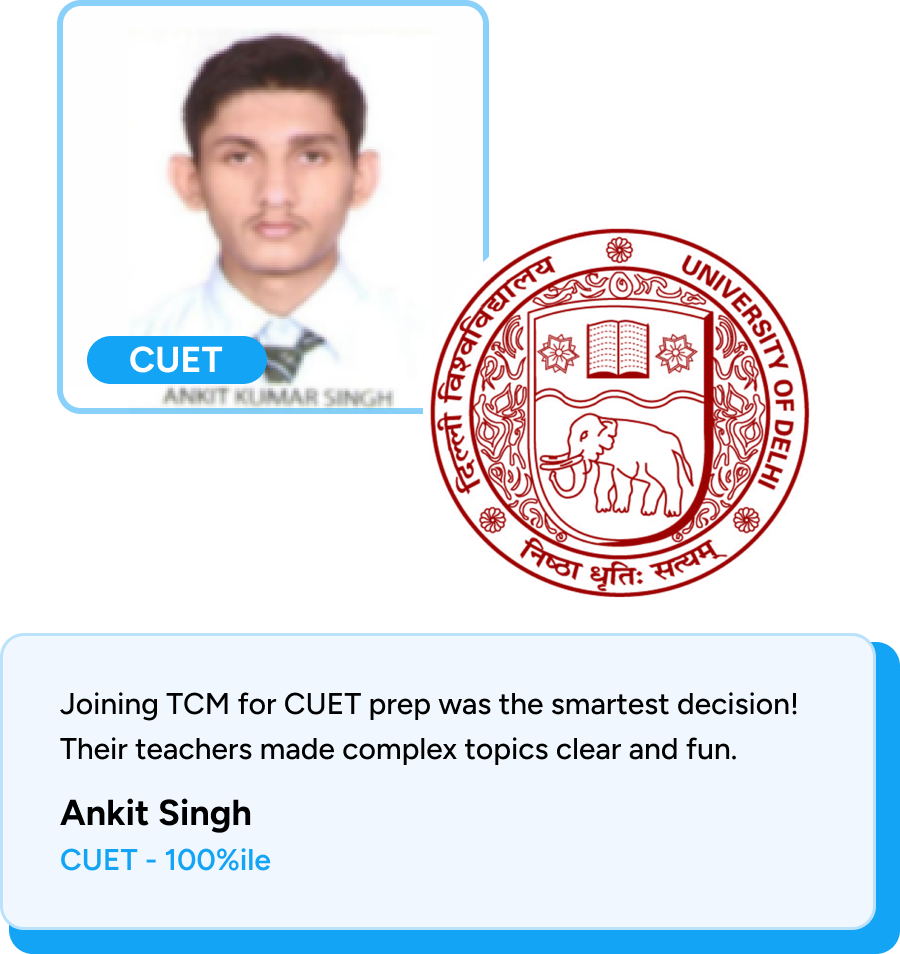 CUET
ANKIT KUMAR SINGH
दिल्ली विश्वविद्यालय
UNIVERSITY OF DELHI
निष्ठा धृतिः सत्यम्
Joining TCM for CUET prep was the smartest decision!
Their teachers made complex topics clear and fun.
Ankit Singh
CUET - 100%ile